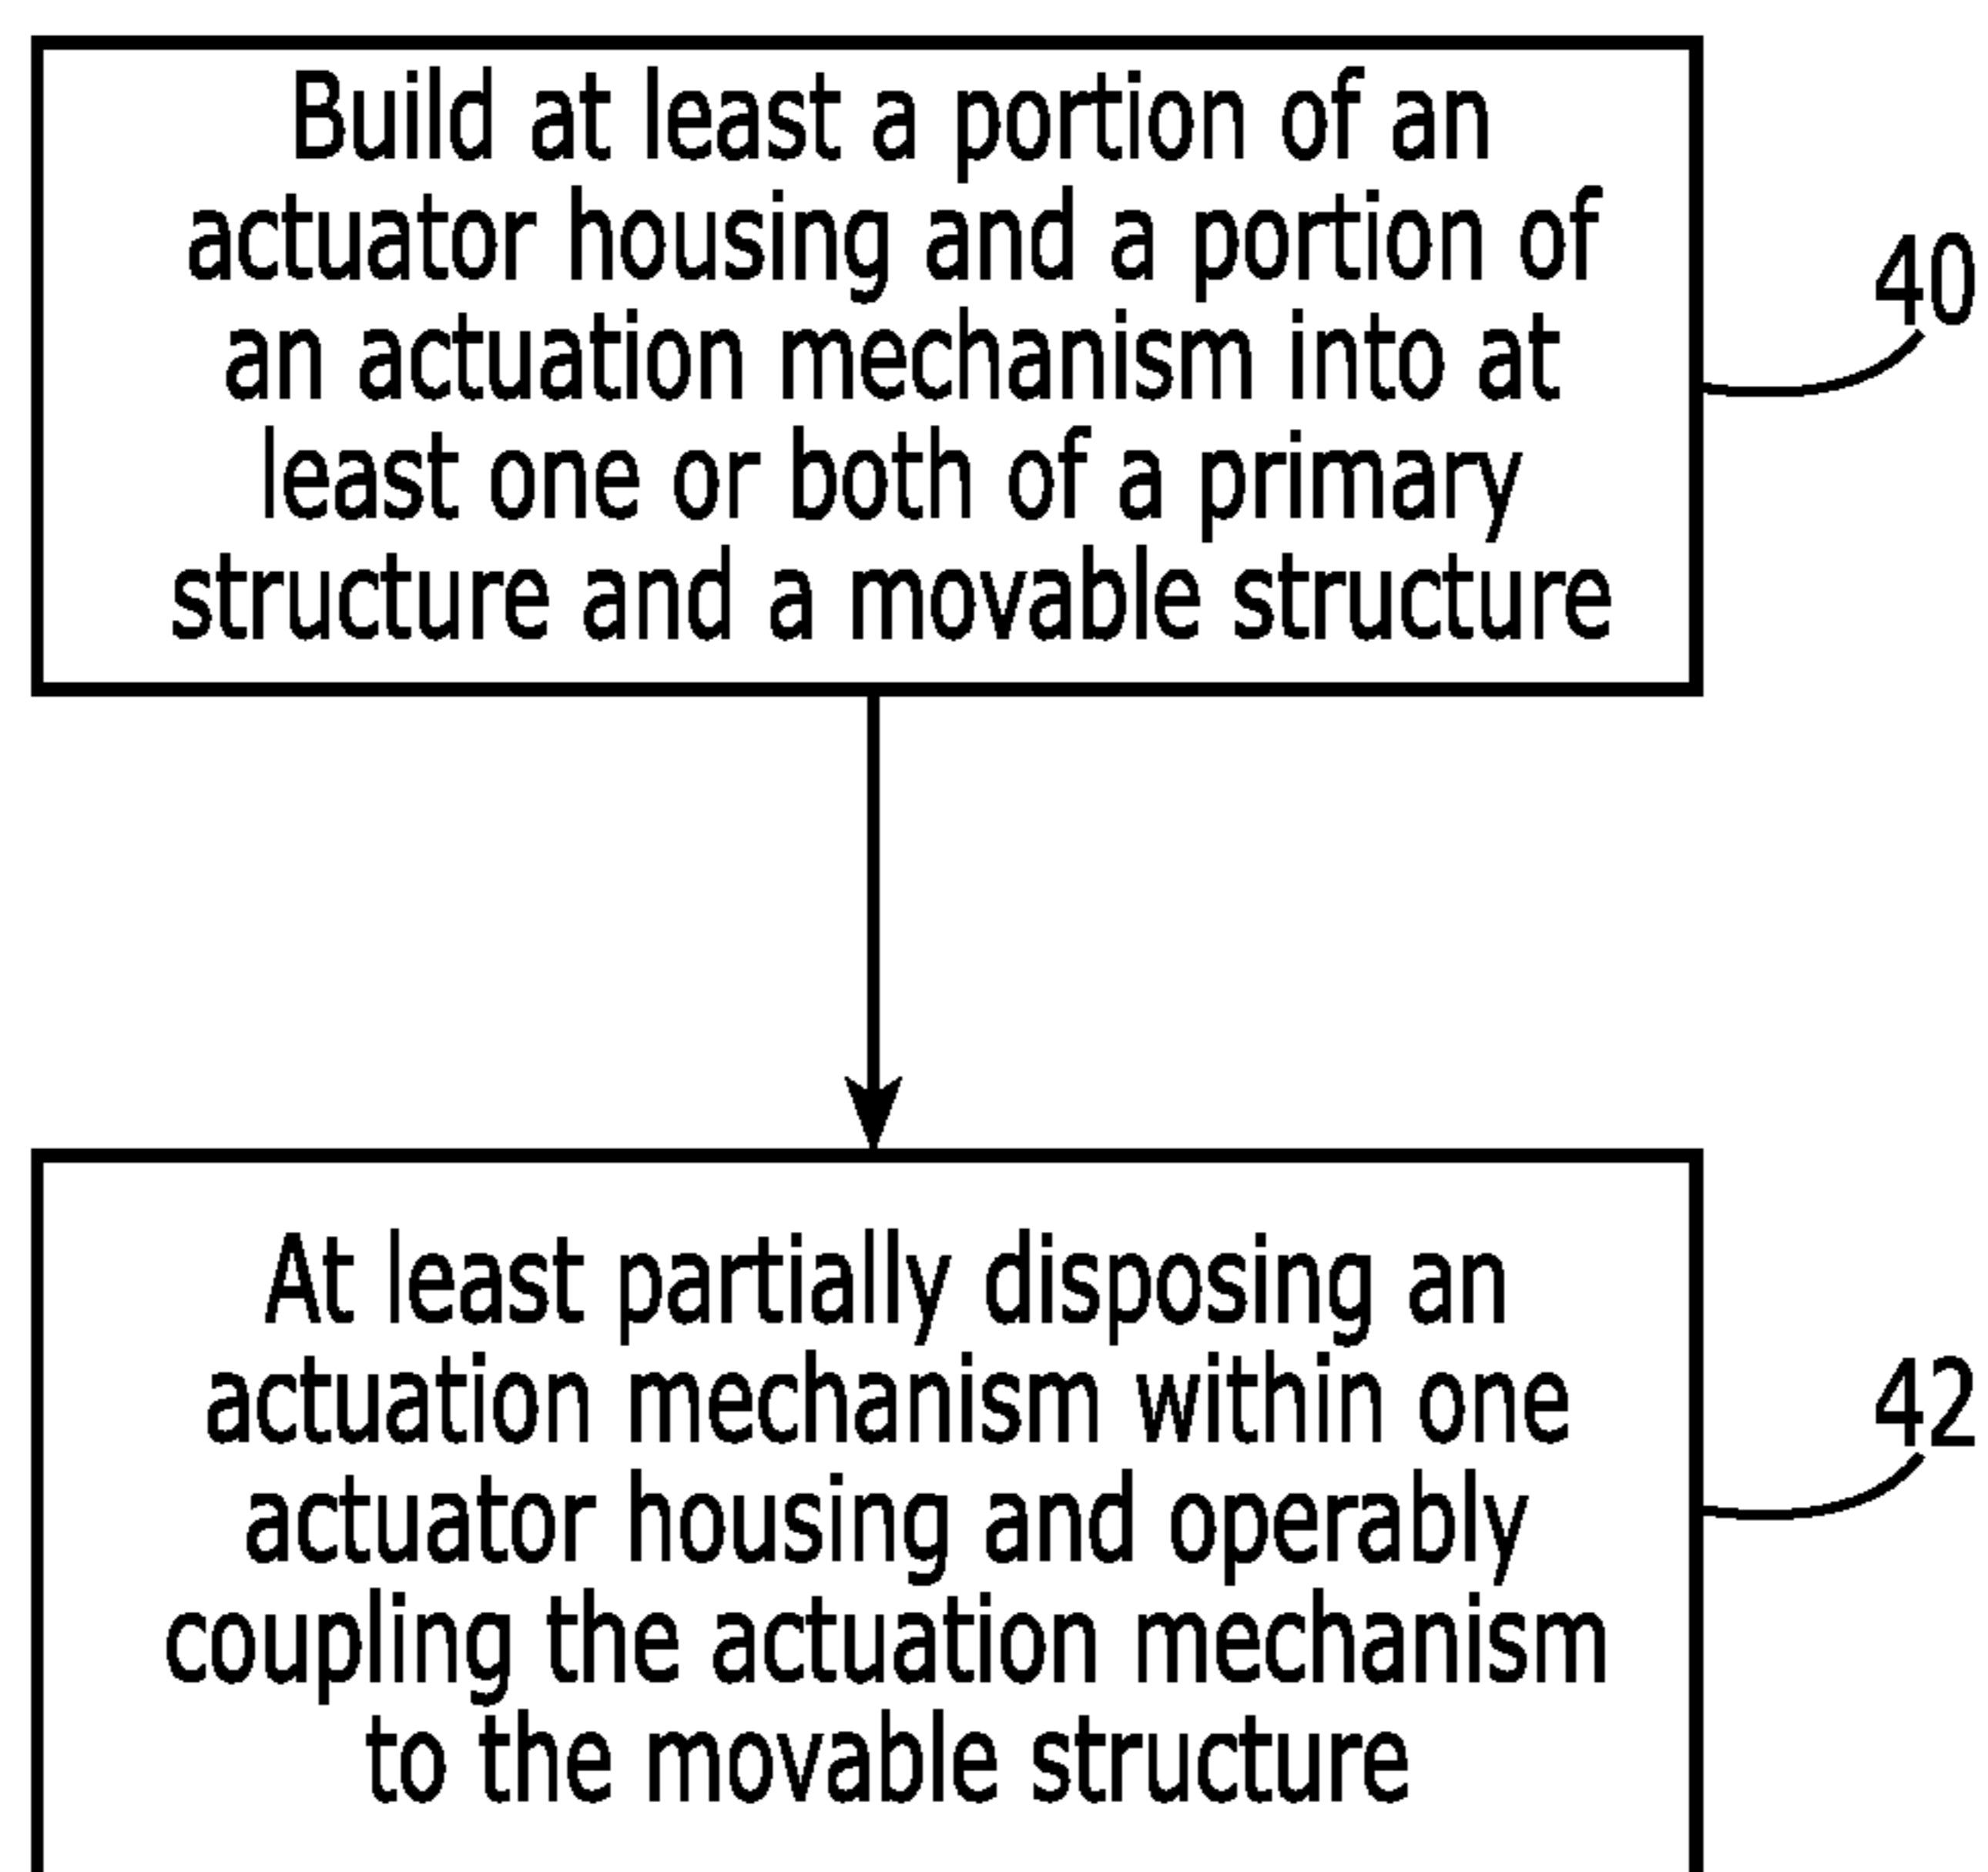 Build at least a portion of an
actuator housing and a portion of
an actuation mechanism into at
least one or both of a primary
structure and a movable structure
40
At least partially disposing an
actuation mechanism within one
actuator housing and operably
coupling the actuation mechanism
to the movable structure
42